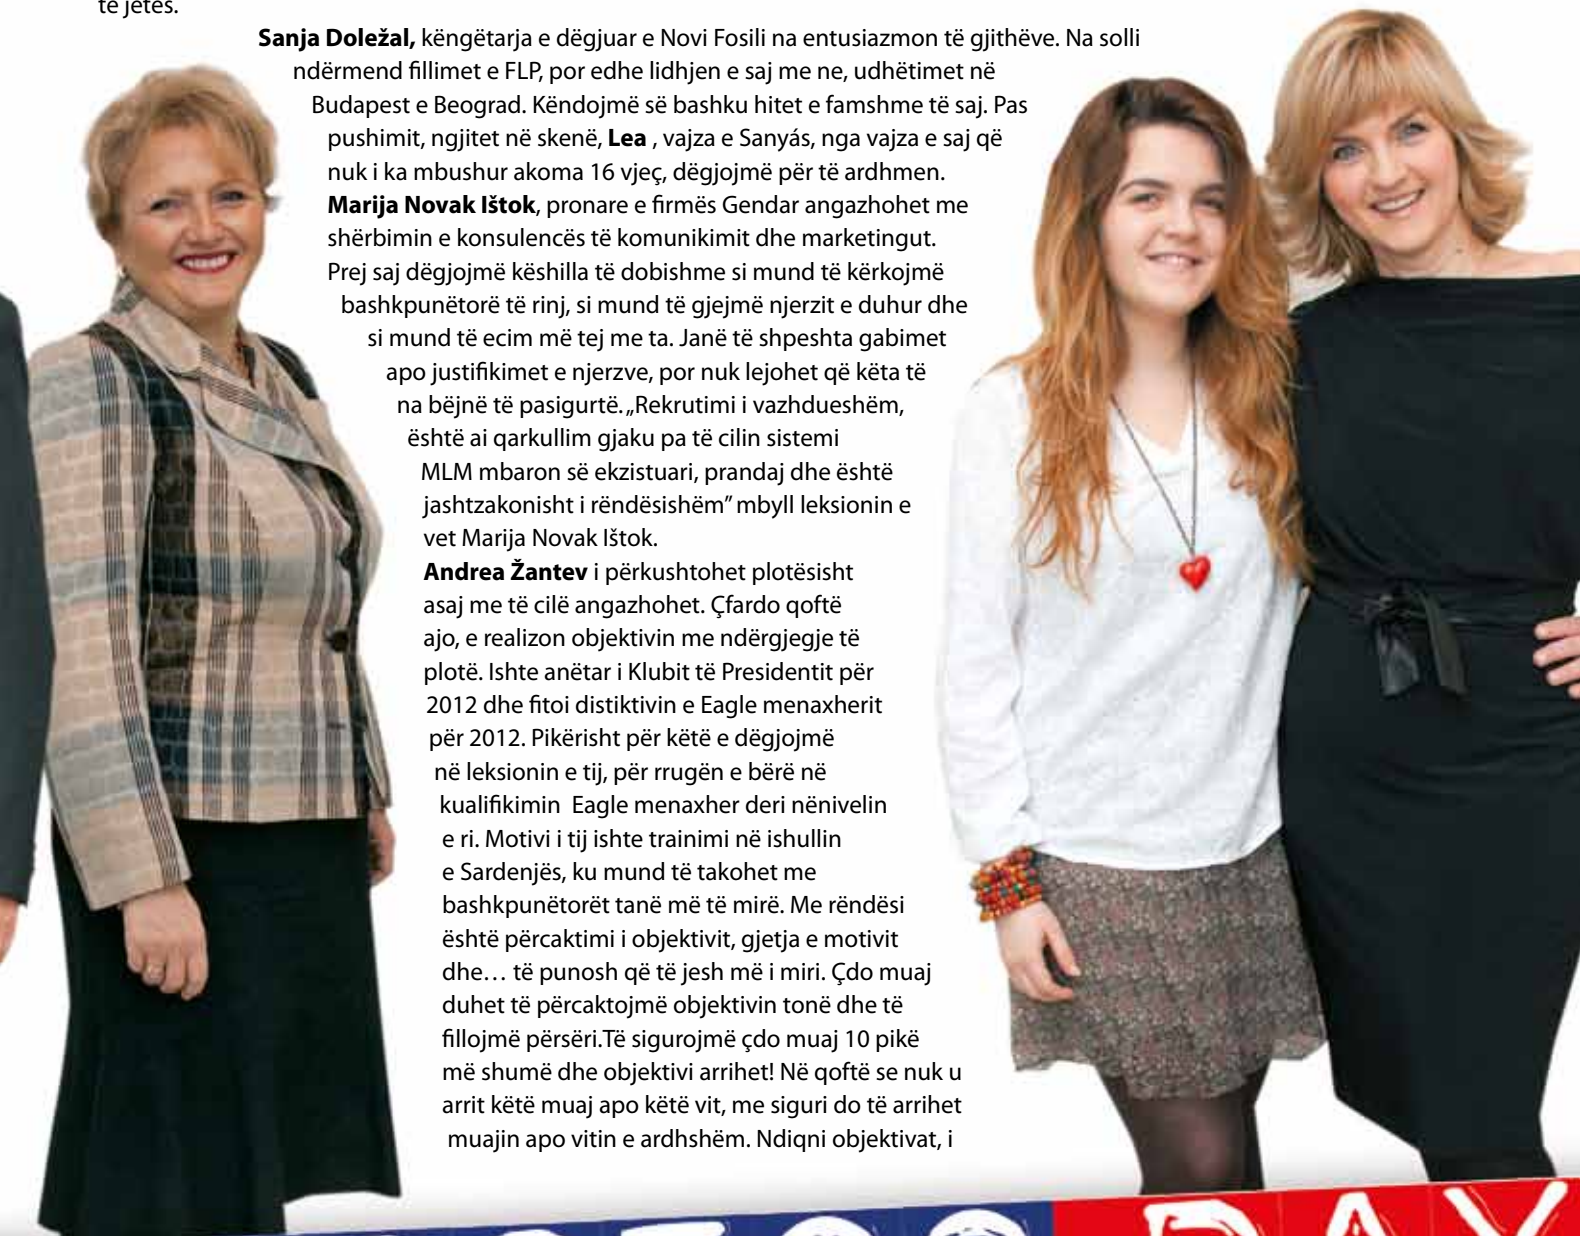 të jetës.
Sanja Doležal, këngëtarja e dëgjuar e Novi Fosili na entusiazmon të gjithëve. Na solli
ndërmend fillimet e FLP, por edhe lidhjen e saj me ne, udhëtimet në
Budapest e Beograd. Këndojmë së bashku hitet e famshme të saj. Pas
pushimit, ngjitet në skenë, Lea , vajza e Sanyás, nga vajza e saj që
nuk i ka mbushur akoma 16 vjeç, dëgjojmë për të ardhmen.
Marija Novak Ištok, pronare e firmës Gendar angazhohet me
shërbimin e konsulencës të komunikimit dhe marketingut.
Prej saj dëgjojmë këshilla të dobishme si mund të kërkojmë
bashkpunëtorë të rinj, si mund të gjejmë njerzit e duhur dhe
si mund të ecim më tej me ta. Janë të shpeshta gabimet
apo justifikimet e njerzve, por nuk lejohet që këta të
na bëjnë të pasigurtë. „Rekrutimi i vazhdueshëm,
është ai qarkullim gjaku pa të cilin sistemi
MLM mbaron së ekzistuari, prandaj dhe është
jashtzakonisht i rëndësishëm” mbyll leksionin e
vet Marija Novak Ištok.
Andrea Žantev i përkushtohet plotësisht
asaj me të cilë angazhohet. Çfardo qoftë
ajo, e realizon objektivin me ndërgjegje të
plotë. Ishte anëtar i Klubit të Presidentit për
2012 dhe fitoi distiktivin e Eagle menaxherit
për 2012. Pikërisht për këtë e dëgjojmë
në leksionin e tij, për rrugën e bërë në
kualifikimin  Eagle menaxher deri nënivelin
e ri. Motivi i tij ishte trainimi në ishullin
e Sardenjës, ku mund të takohet me
bashkpunëtorët tanë më të mirë. Me rëndësi
është përcaktimi i objektivit, gjetja e motivit
dhe… të punosh që të jesh më i miri. Çdo muaj
duhet të përcaktojmë objektivin tonë dhe të
fillojmë përsëri.Të sigurojmë çdo muaj 10 pikë
më shumë dhe objektivi arrihet! Në qoftë se nuk u
arrit këtë muaj apo këtë vit, me siguri do të arrihet
muajin apo vitin e ardhshëm. Ndiqni objektivat, i
DAY